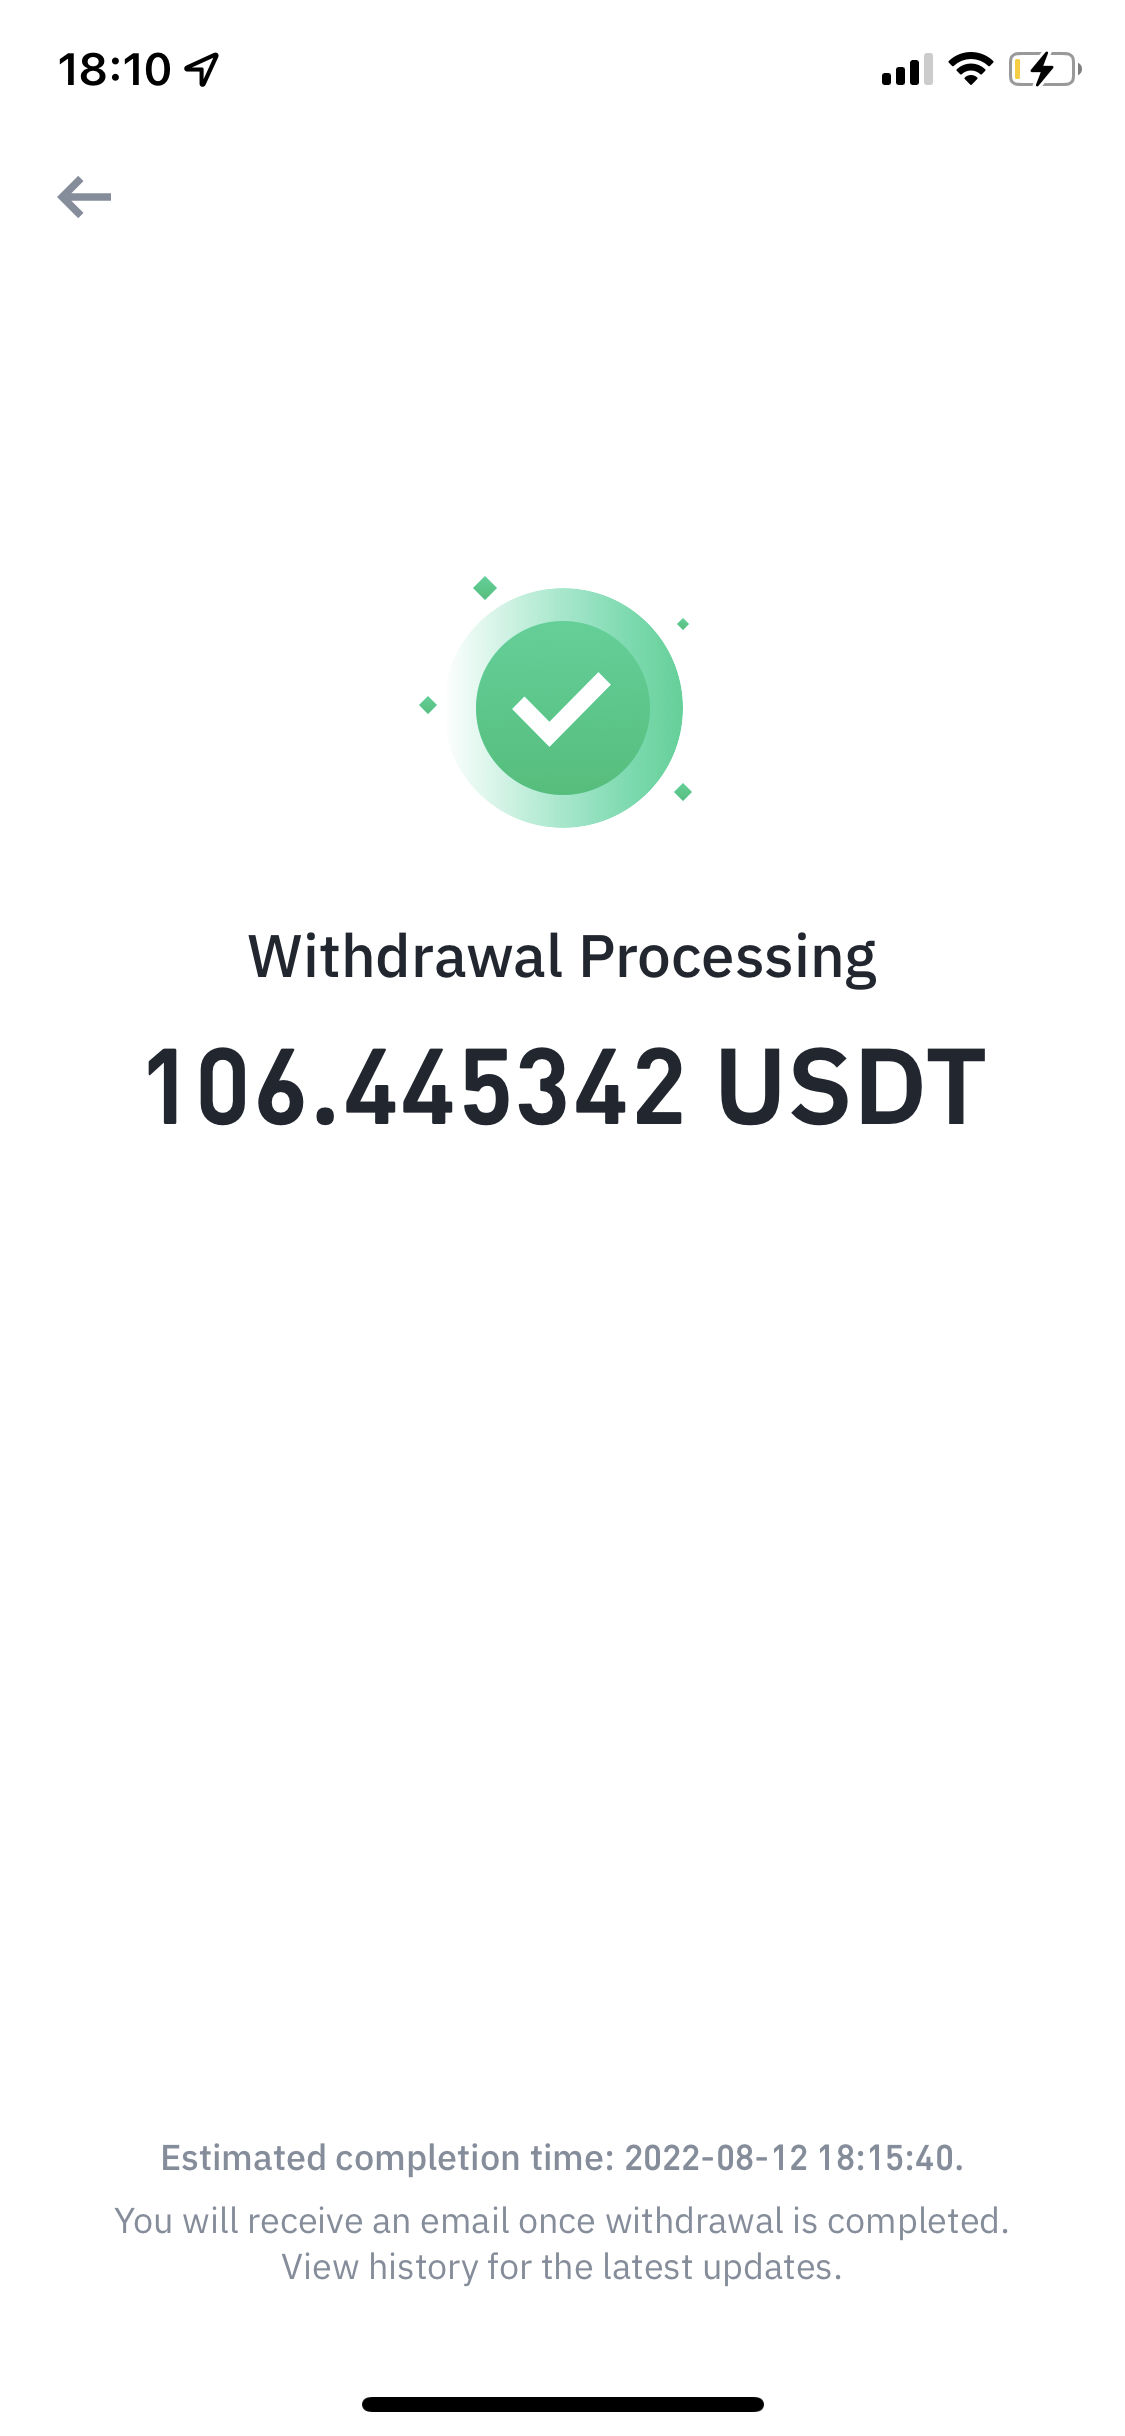 18:10
Withdrawal Processing
106.445342 USDT
Estimated completion time: 2022-08-12 18:15:40.
You will receive an email once withdrawal is completed.
View history for the latest updates.